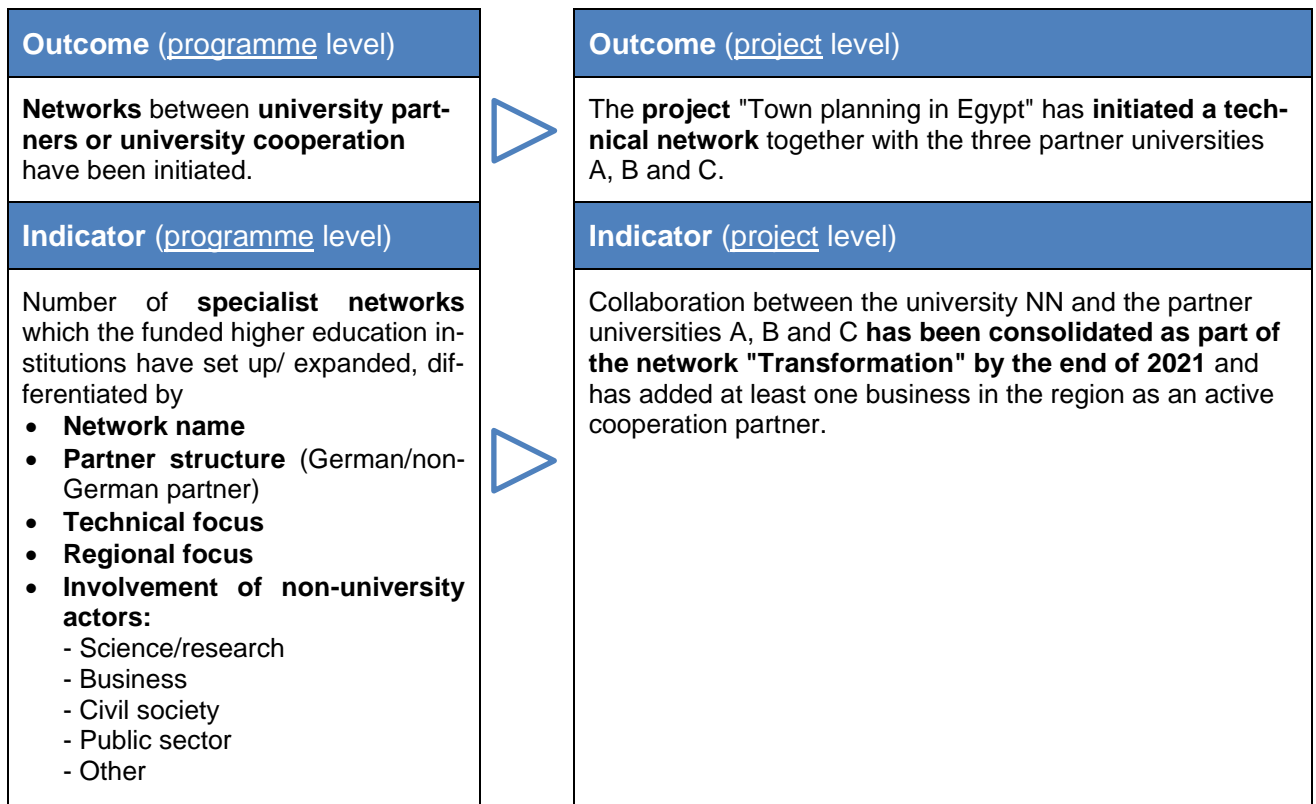 Outcome (programme level)
Networks between university part-
ners or university cooperation
have been initiated.
Indicator (programme level)
Number of specialist networks
which the funded higher education in-
stitutions have set up/ expanded, dif-
ferentiated by
• Network name
• Partner structure (German/non-
German partner)
• Technical focus
• Regional focus
• Involvement of non-university
actors:
- Science/research
- Business
- Civil society
- Public sector
- Other
Outcome (project level)
The project "Town planning in Egypt" has initiated a tech-
nical network together with the three partner universities
A, B and C.
Indicator (project level)
Collaboration between the university NN and the partner
universities A, B and C has been consolidated as part of
the network "Transformation" by the end of 2021 and
has added at least one business in the region as an active
cooperation partner.